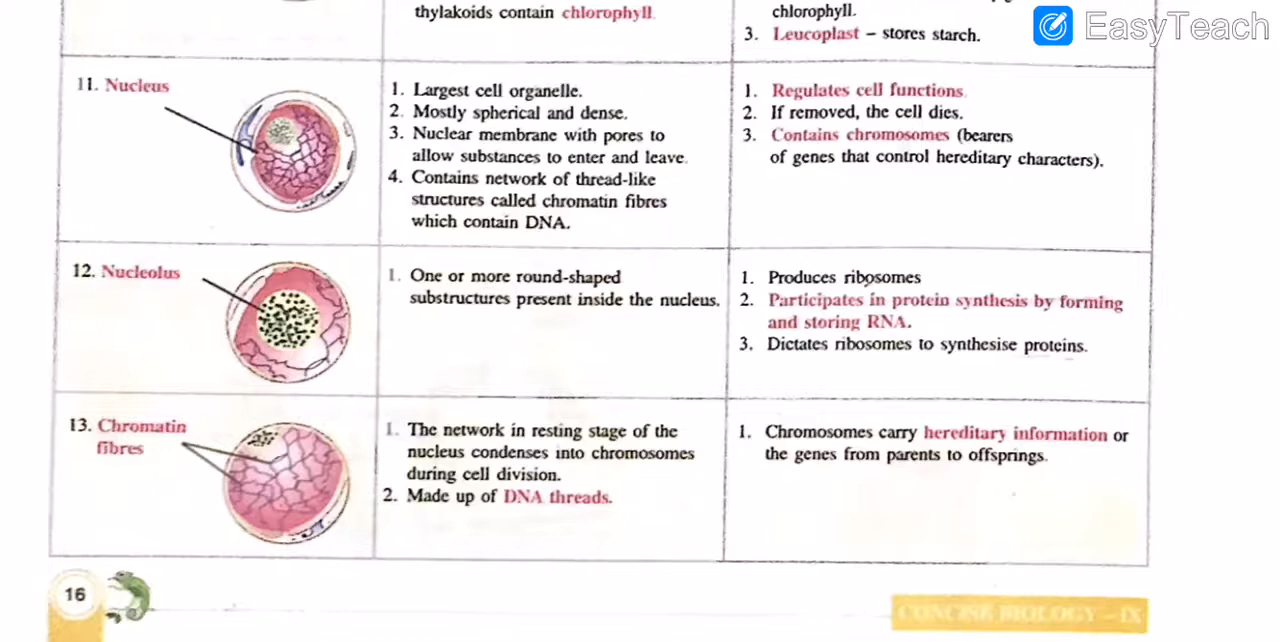 thylakoids contain chlorophyll.
chlorophyll.
3. Leucoplast – stores starch.
EasyTeach
11. Nucleus
1. Largest cell organelle.
2. Mostly spherical and dense.
3. Nuclear membrane with pores to
allow substances to enter and leave.
4. Contains network of thread-like
structures called chromatin fibres
which contain DNA.
1. Regulates cell functions.
2. If removed, the cell dies.
3. Contains chromosomes (bearers
of genes that control hereditary characters).
12. Nucleolus
1. One or more round-shaped
substructures present inside the nucleus.
1. Produces ribosomes
2. Participates in protein synthesis by forming
and storing RNA.
3. Dictates ribosomes to synthesise proteins.
13. Chromatin
fibres
1. The network in resting stage of the
nucleus condenses into chromosomes
during cell division.
2. Made up of DNA threads.
1. Chromosomes carry hereditary information or
the genes from parents to offsprings.
16
CONCISE BIOLOGY – IX